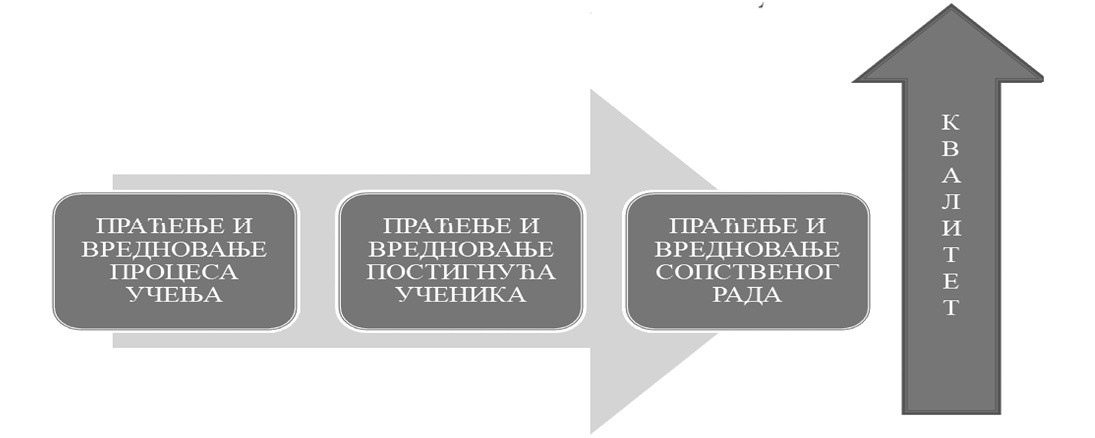 ПРАЋЕЊЕ И
ВРЕДНОВАЊЕ
ПРОЦЕСА
УЧЕЊА
ПРАЋЕЊЕ И
ВРЕДНОВАЊЕ
ПОСТИГНУЋА
УЧЕНИКА
ПРАЋЕЊЕ И
ВРЕДНОВАЊЕ
СОПСТВЕНОГ
РАДА
К
В
А
Л
И
Т
Е
Т